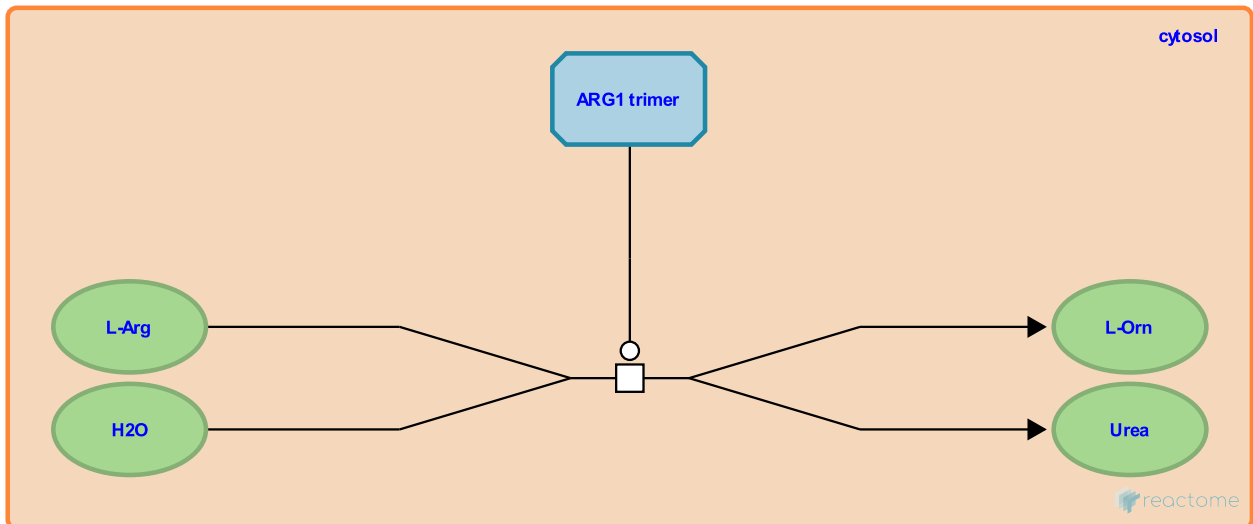 cytosol
ARG1 trimer
L-Arg
L-Orn
H2O
Urea
reactome